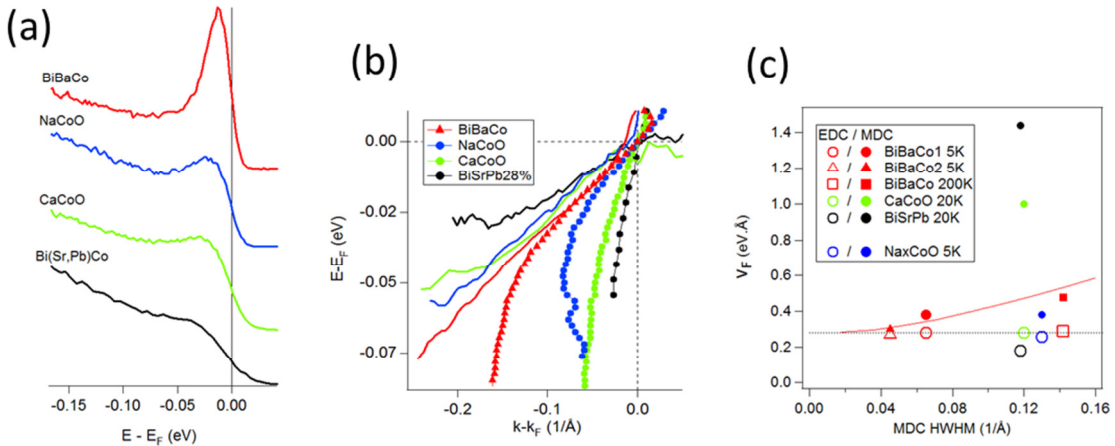 (a)
BiBaCo
NaCoO
CaCoO
Bi(Sr,Pb)Co
-0.15 -0.10 -0.05 0.00
E - EF (eV)
(b)
0.00
-0.02
-0.05
-0.07
E-EF (eV)
BiBaCo
NaCoO
CaCoO
BiSrPb28%
-0.2 -0.1 0.0
k-kF (1/Å)
(c)
1.4
1.2
1.0
0.8
0.6
0.4
0.2
0.0
VF (eV.Å)
EDC / MDC
/ BiBaCo1 5K
/ BiBaCo2 5K
/ BiBaCo 200K
/ CaCoO 20K
/ BiSrPb 20K
/ NaxCoO 5K
0.00 0.04 0.08 0.12 0.16
MDC HWHM (1/Å)